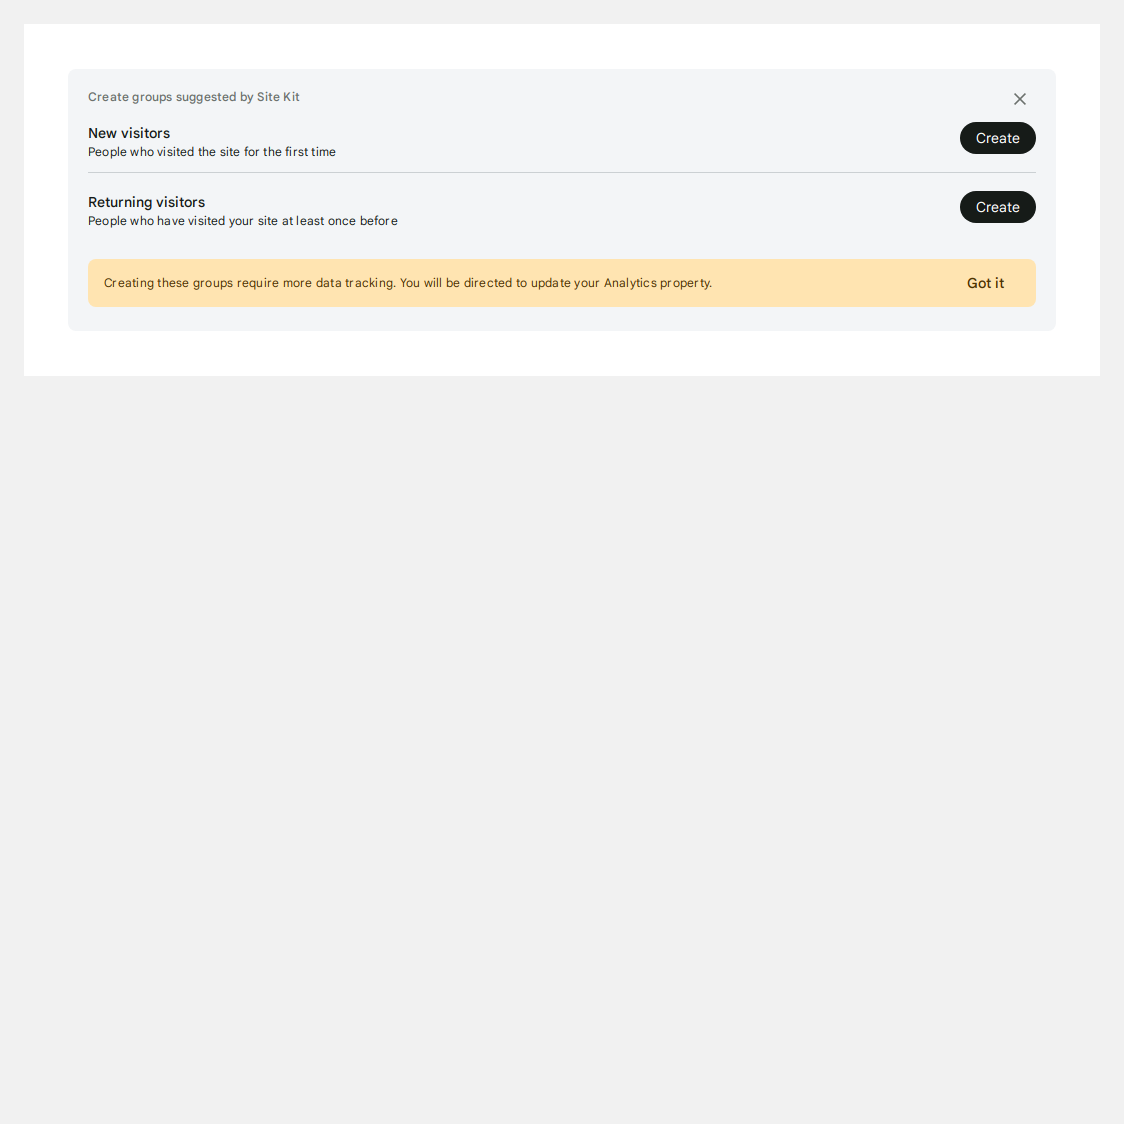 Create groups suggested by Site Kit
New visitors
Create
People who visited the site for the first time
Returning visitors
Create
People who have visited your site at least once before
Creating these groups require more data tracking. You will be directed to update your Analytics property.
Got it